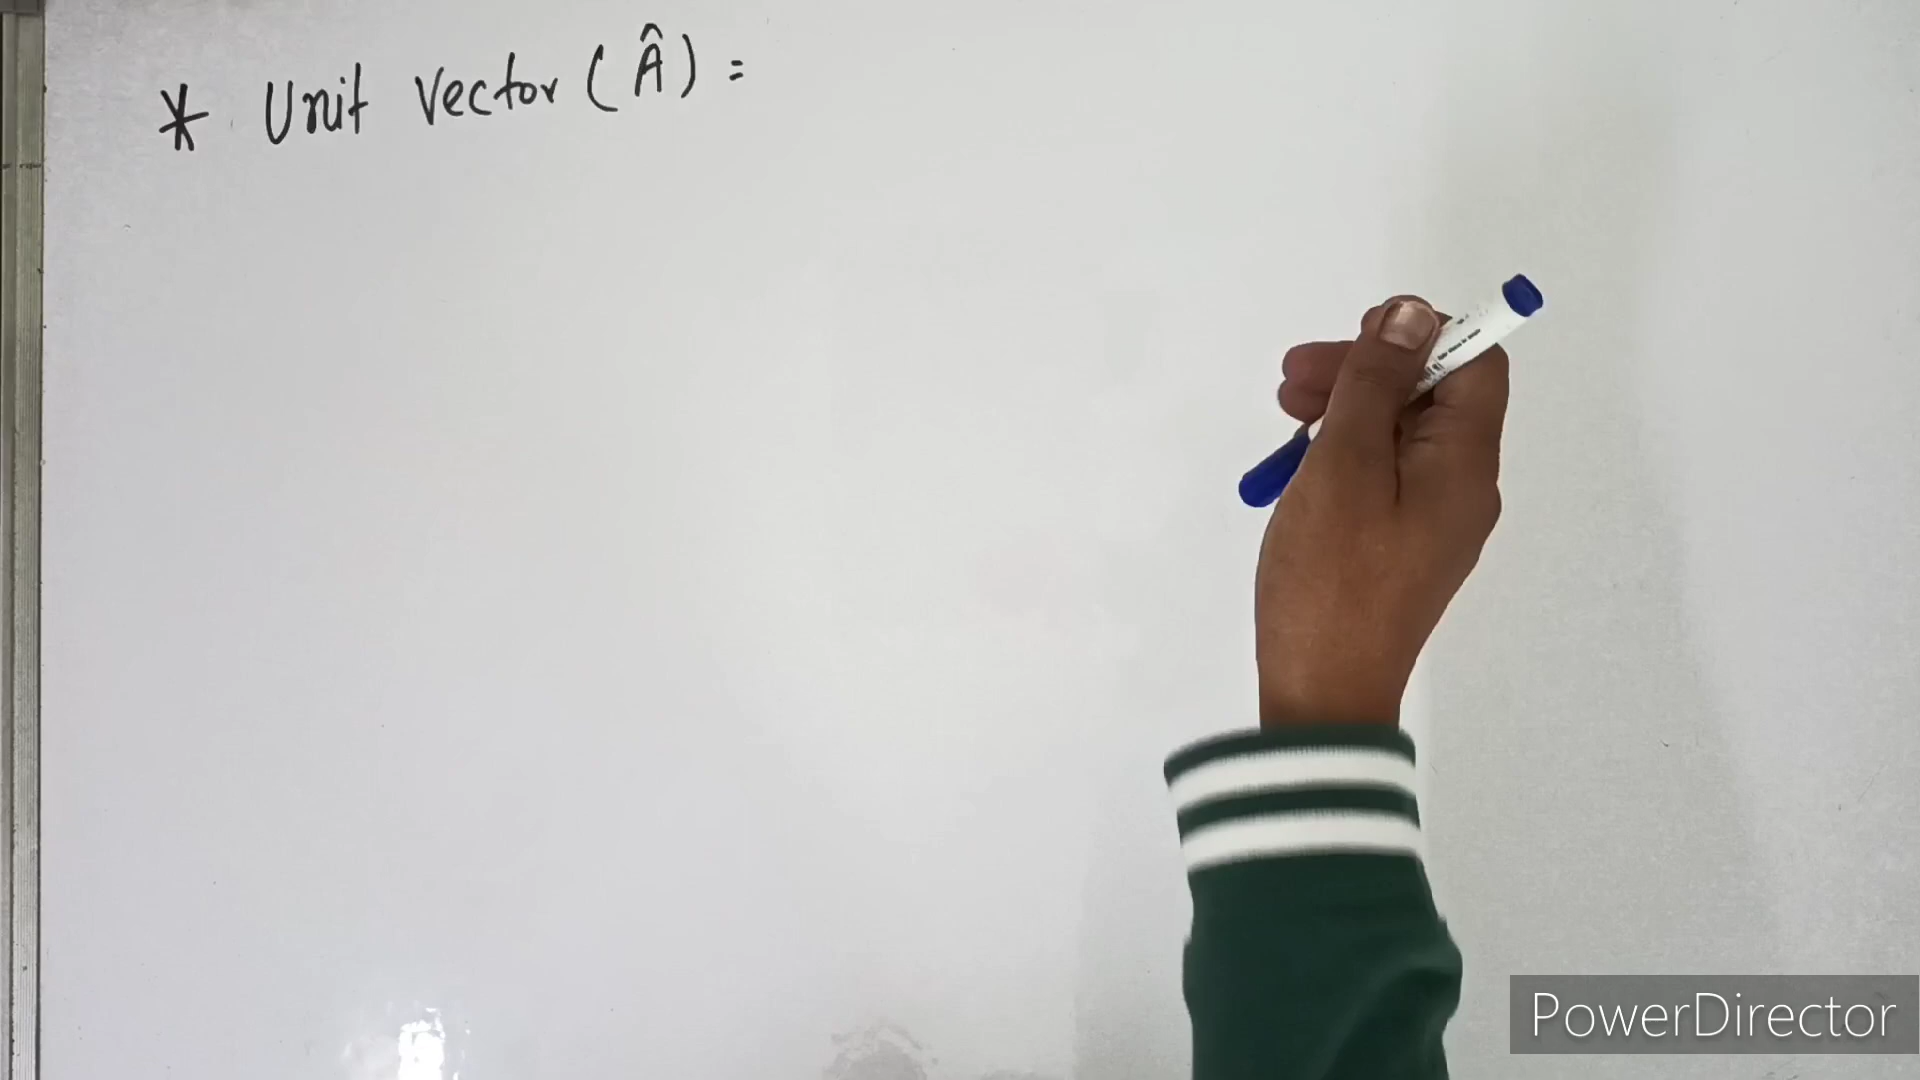 * Unit Vector (Â) =
PowerDirector